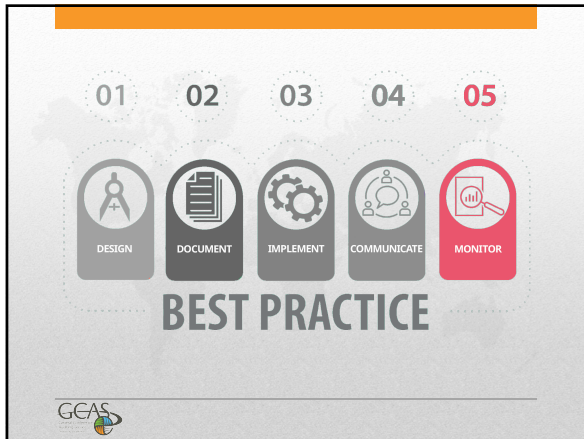 01 02 03 04 05
DESIGN DOCUMENT IMPLEMENT COMMUNICATE MONITOR
BEST PRACTICE
GCAS